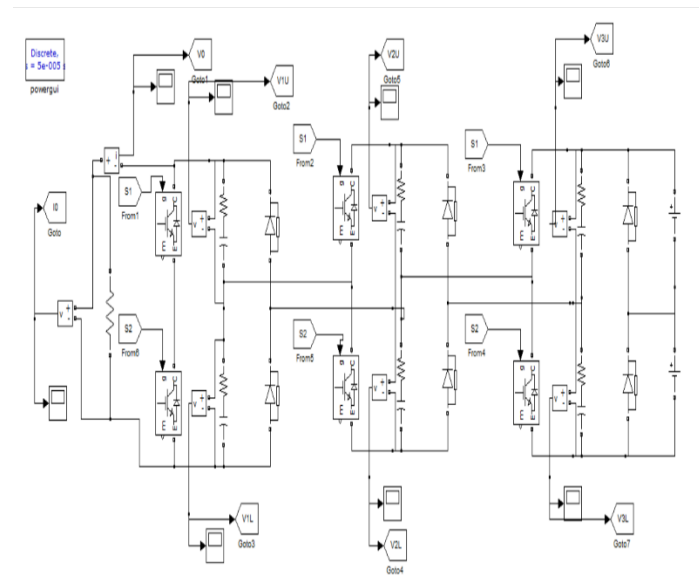 Discrete,
s = 5e-005 s
powergui
V0
Goto1
V1U
Goto2
V2U
Goto5
V3U
Goto6
S1
From1
S1
From2
S1
From3
g
C
E
g
C
E
g
C
E
I0
Goto
i
+
-
v
+
-
v
+
-
v
+
-
v
+
-
S2
From6
S2
From5
S2
From4
g
C
E
g
C
E
g
C
E
v
+
-
v
+
-
v
+
-
V1L
Goto3
V2L
Goto4
V3L
Goto7